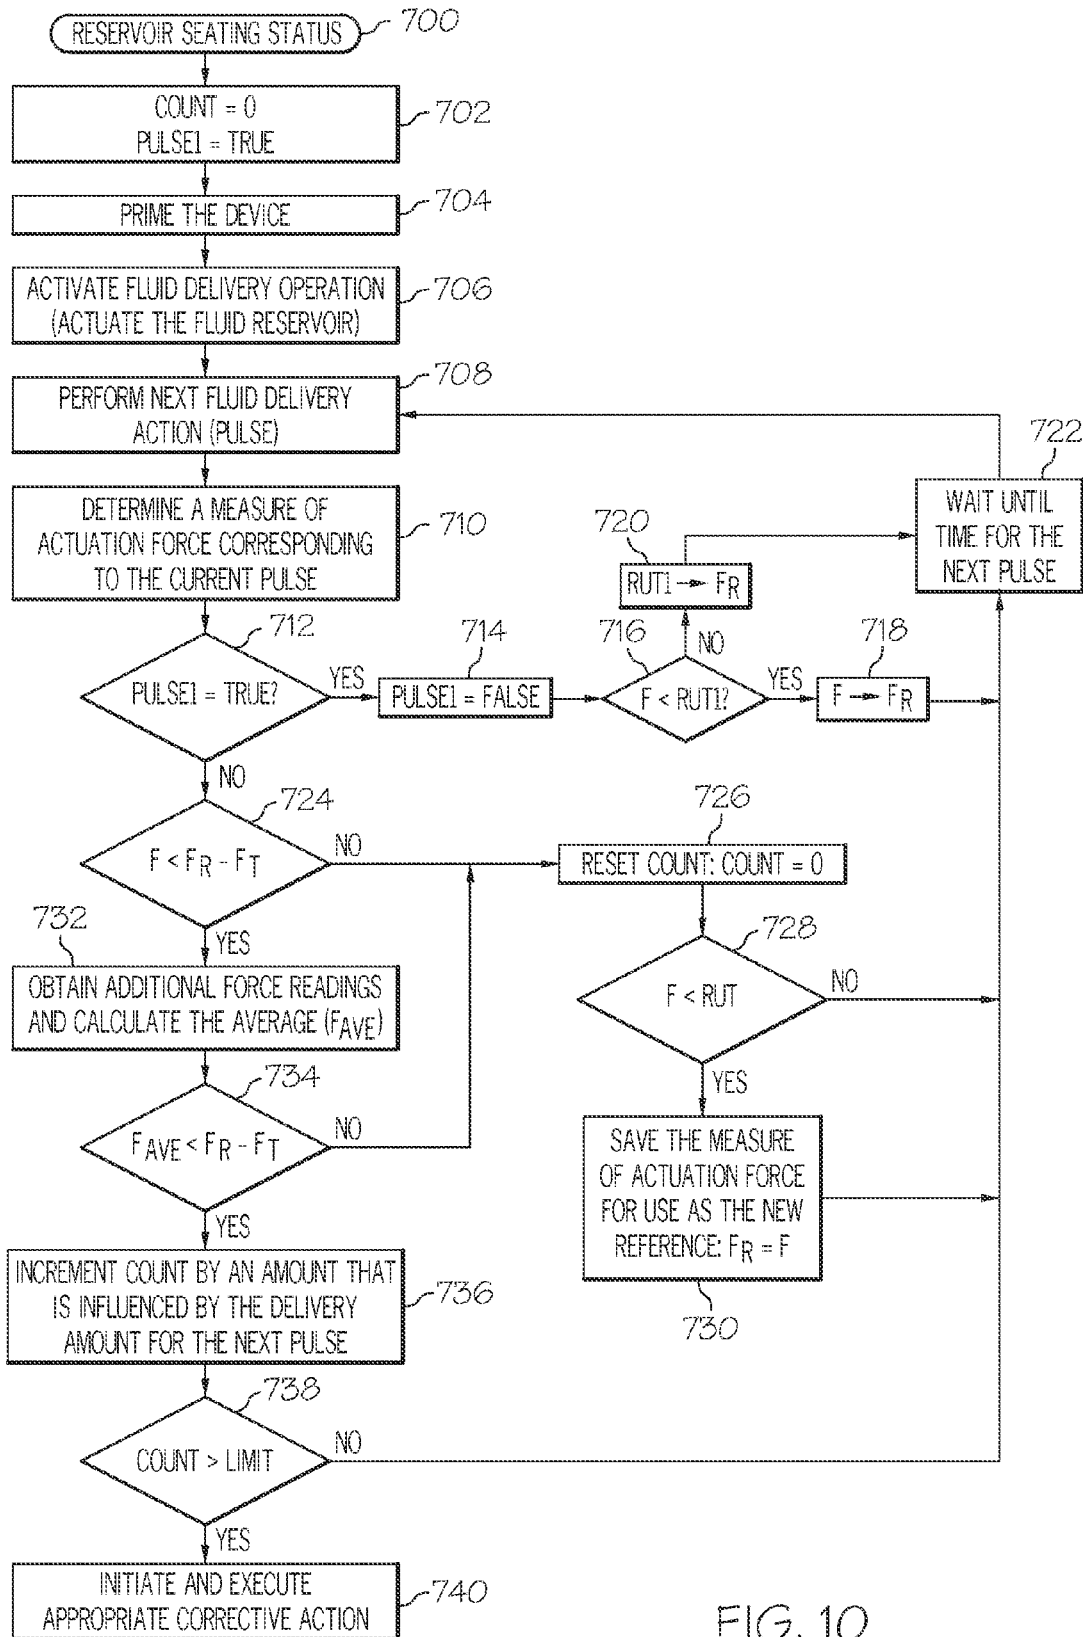 RESERVOIR SEATING STATUS
700
COUNT = 0
PULSE1 = TRUE
702
PRIME THE DEVICE
704
ACTIVATE FLUID DELIVERY OPERATION
(ACTUATE THE FLUID RESERVOIR)
706
PERFORM NEXT FLUID DELIVERY
ACTION (PULSE)
708
DETERMINE A MEASURE OF
ACTUATION FORCE CORRESPONDING
TO THE CURRENT PULSE
710
722
WAIT UNTIL
TIME FOR THE
NEXT PULSE
720
RUT1 → FR
712
PULSE1 = TRUE?
YES
714
PULSE1 = FALSE
716
F < RUT1?
NO
YES
718
F → FR
NO
724
F < FR - FT
NO
726
RESET COUNT: COUNT = 0
YES
728
F < RUT
NO
YES
732
OBTAIN ADDITIONAL FORCE READINGS
AND CALCULATE THE AVERAGE (FAVE)
734
FAVE < FR - FT
NO
YES
SAVE THE MEASURE
OF ACTUATION FORCE
FOR USE AS THE NEW
REFERENCE: FR = F
730
INCREMENT COUNT BY AN AMOUNT THAT
IS INFLUENCED BY THE DELIVERY
AMOUNT FOR THE NEXT PULSE
736
738
COUNT > LIMIT
NO
YES
INITIATE AND EXECUTE
APPROPRIATE CORRECTIVE ACTION
740
FIG. 10